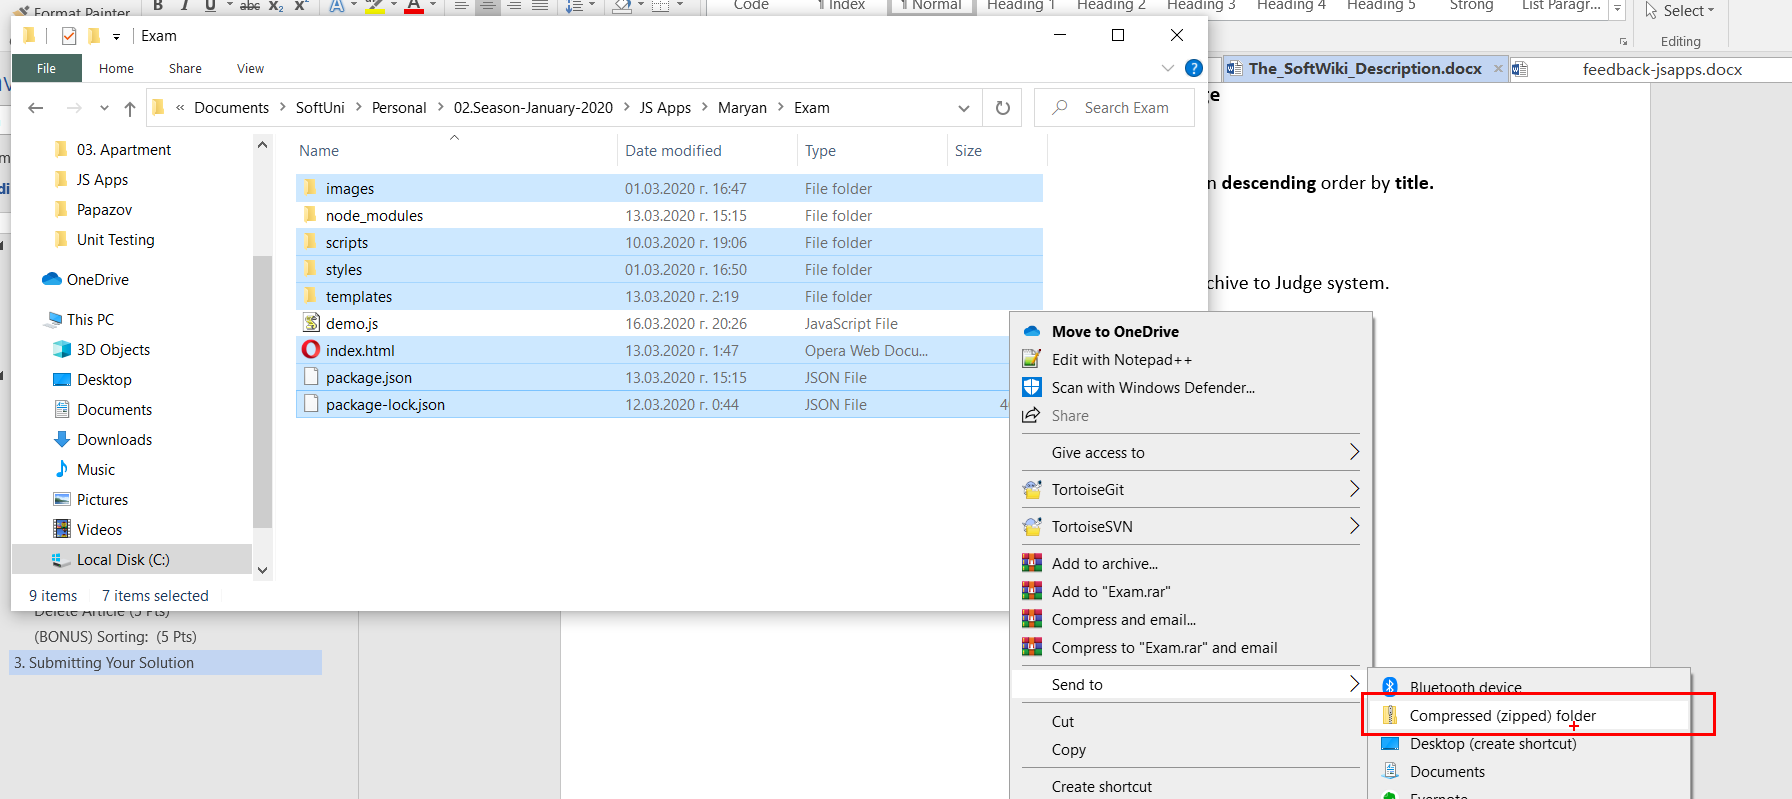 Format Painter
B I U abc x₂ x² A A
Code ¶ Index ¶ Normal Heading 1 Heading 2 Heading 3 Heading 4 Heading 5 Strong List Paragr...
Select
Editing
Exam
File Home Share View
The_SoftWiki_Description.docx
feedback-jsapps.docx
« Documents > SoftUni > Personal > 02.Season-January-2020 > JS Apps > Maryan > Exam
Search Exam
Name Date modified Type Size
03. Apartment
JS Apps
Papazov
Unit Testing
OneDrive
This PC
3D Objects
Desktop
Documents
Downloads
Music
Pictures
Videos
Local Disk (C:)
images 01.03.2020 г. 16:47 File folder
node_modules 13.03.2020 г. 15:15 File folder
scripts 10.03.2020 г. 19:06 File folder
styles 01.03.2020 г. 16:50 File folder
templates 13.03.2020 г. 2:19 File folder
demo.js 16.03.2020 г. 20:26 JavaScript File
index.html 13.03.2020 г. 1:47 Opera Web Docu...
package.json 13.03.2020 г. 15:15 JSON File
package-lock.json 12.03.2020 г. 0:44 JSON File
9 items 7 items selected
descending order by title.
to Judge system.
Move to OneDrive
Edit with Notepad++
Scan with Windows Defender...
Share
Give access to
TortoiseGit
TortoiseSVN
Add to archive...
Add to "Exam.rar"
Compress and email...
Compress to "Exam.rar" and email
Send to
Cut
Copy
Create shortcut
Bluetooth device
Compressed (zipped) folder
Desktop (create shortcut)
Documents
Evernote
Delete Article (5 Pts)
(BONUS) Sorting: (5 Pts)
3. Submitting Your Solution